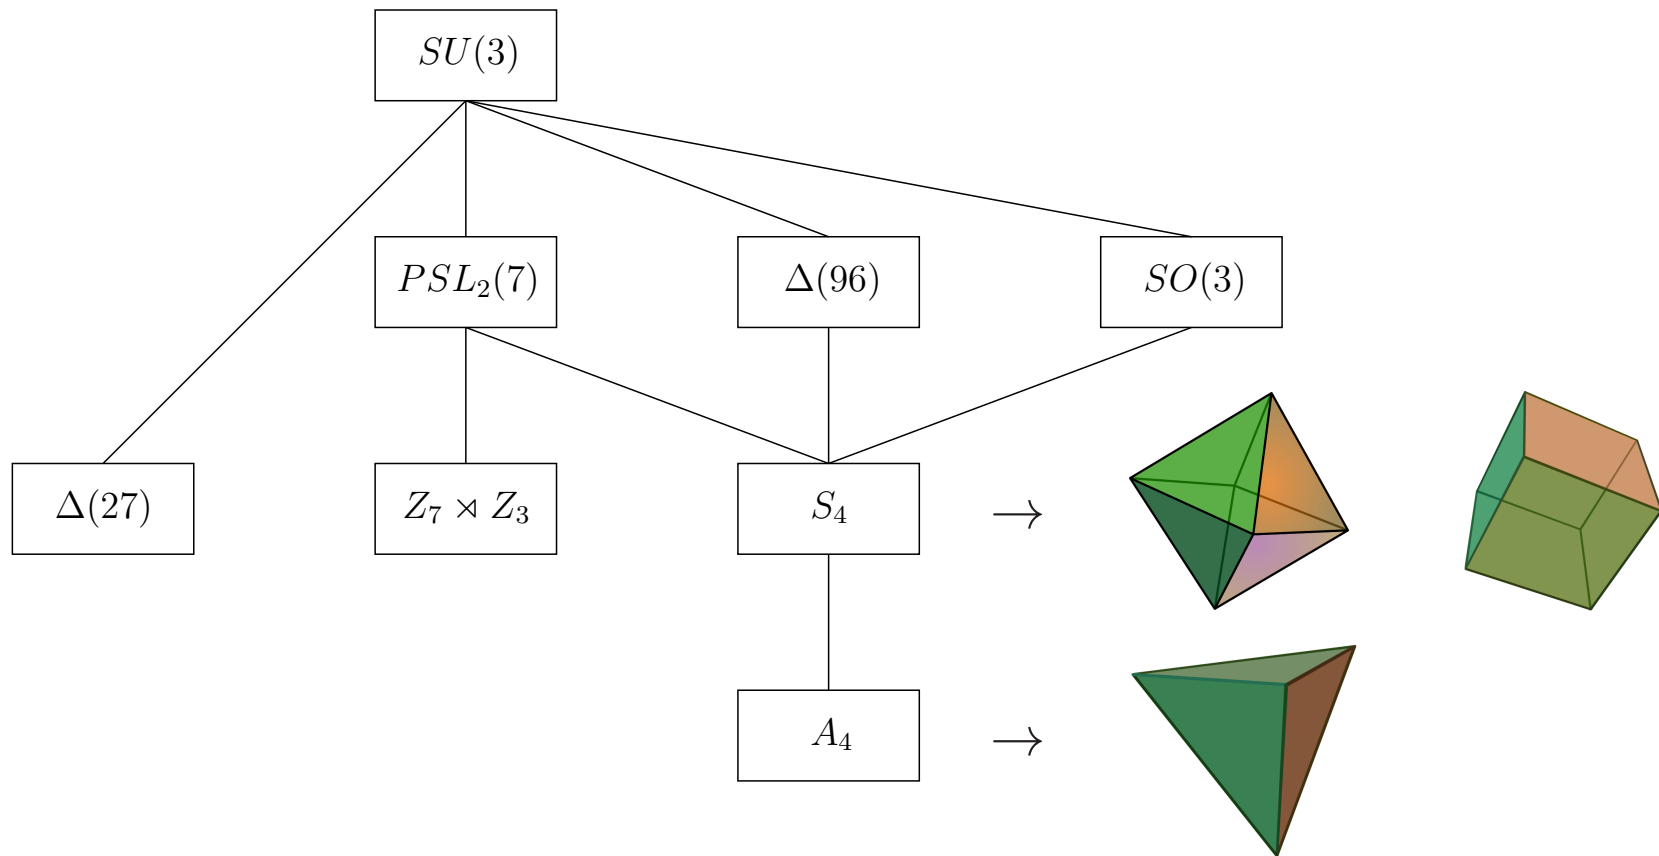 SU(3)
PSL₂(7)
Δ(96)
SO(3)
Δ(27)
Z₇ ⋊ Z₃
S₄
→
A₄
→